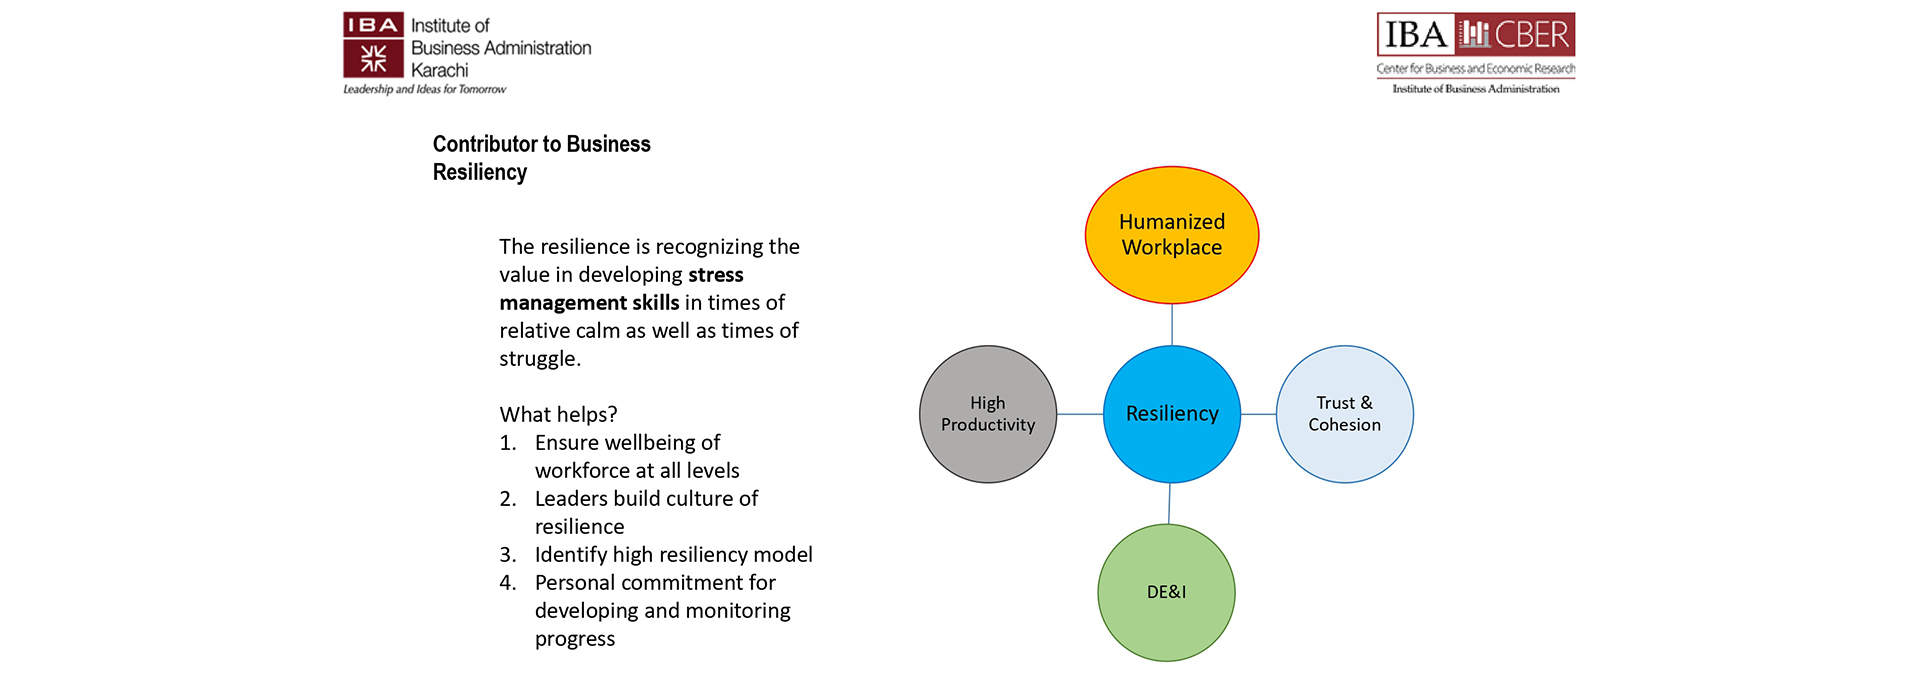 IBA
Institute of
Business Administration
Karachi
Leadership and Ideas for Tomorrow
IBA CBER
Center for Business and Economic Research
Institute of Business Administration
Contributor to Business
Resiliency
The resilience is recognizing the
value in developing stress
management skills in times of
relative calm as well as times of
struggle.
What helps?
1. Ensure wellbeing of
workforce at all levels
2. Leaders build culture of
resilience
3. Identify high resiliency model
4. Personal commitment for
developing and monitoring
progress
Humanized
Workplace
High
Productivity
Resiliency
Trust &
Cohesion
DE&I